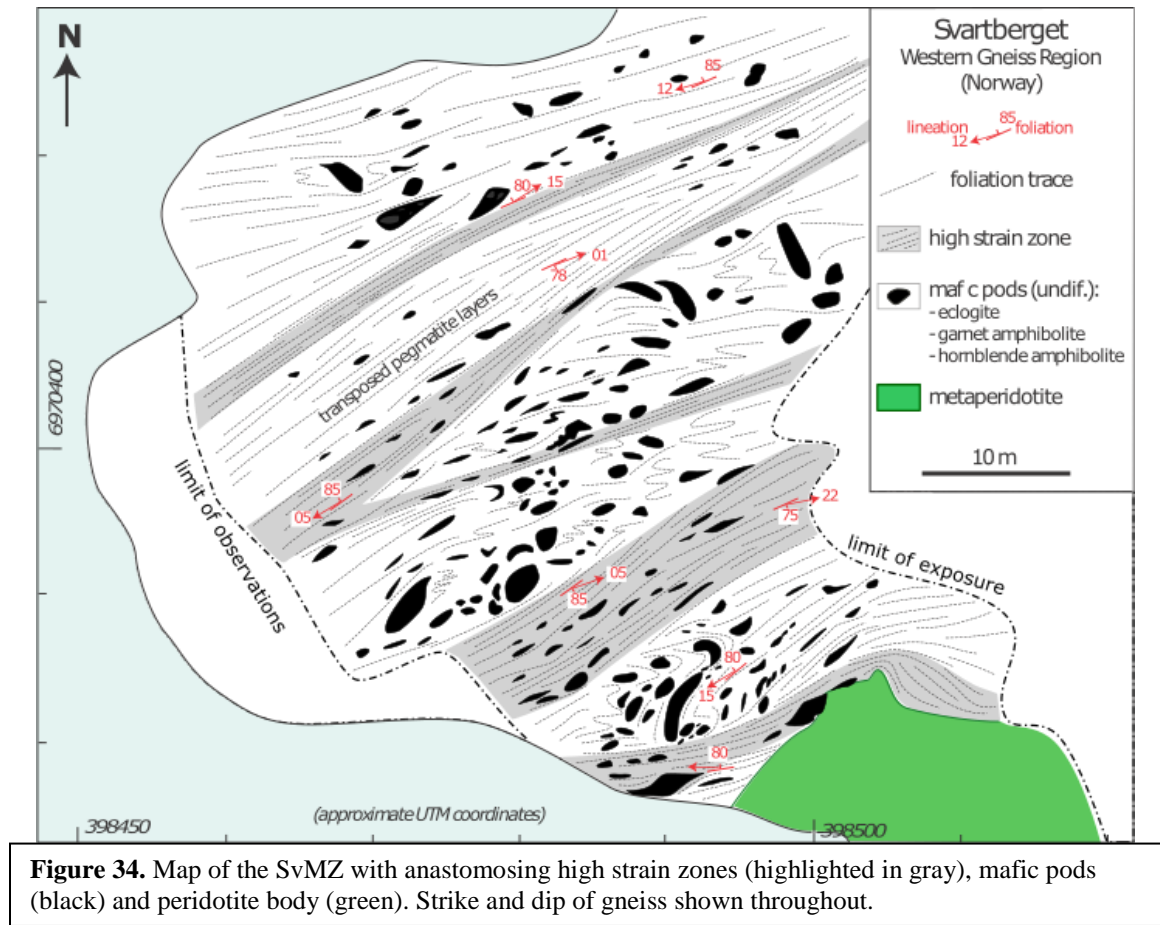 N
Svartberget
Western Gneiss Region
(Norway)
lineation 12 85 foliation
foliation trace
high strain zone
maf c pods (undif.):
- eclogite
- garnet amphibolite
- hornblende amphibolite
metaperidotite
10 m
85
12
80 15
01
78
transposed pegmatite layers
6970400
85
05
22
75
limit of observations
limit of exposure
05
85
80
15
80
(approximate UTM coordinates)
398450
398500
Figure 34. Map of the SvMZ with anastomosing high strain zones (highlighted in gray), mafic pods
(black) and peridotite body (green). Strike and dip of gneiss shown throughout.